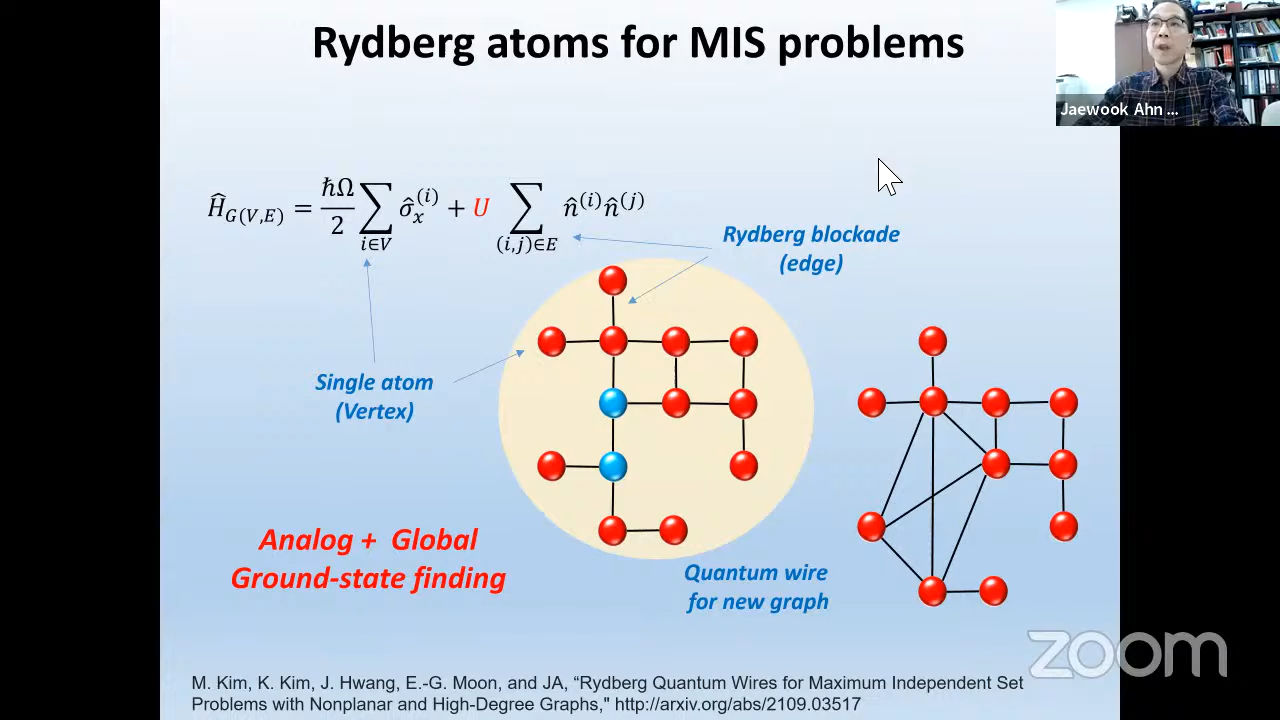 Rydberg atoms for MIS problems
Jaewook Ahn ...
Ĥ_G(V,E) = ℏΩ/2 ∑_{i∈V} σ̂_x^(i) + U ∑_{(i,j)∈E} n̂^(i) n̂^(j)
Rydberg blockade
(edge)
Single atom
(Vertex)
Analog + Global
Ground-state finding
Quantum wire
for new graph
zoom
M. Kim, K. Kim, J. Hwang, E.-G. Moon, and JA, “Rydberg Quantum Wires for Maximum Independent Set
Problems with Nonplanar and High-Degree Graphs," http://arxiv.org/abs/2109.03517